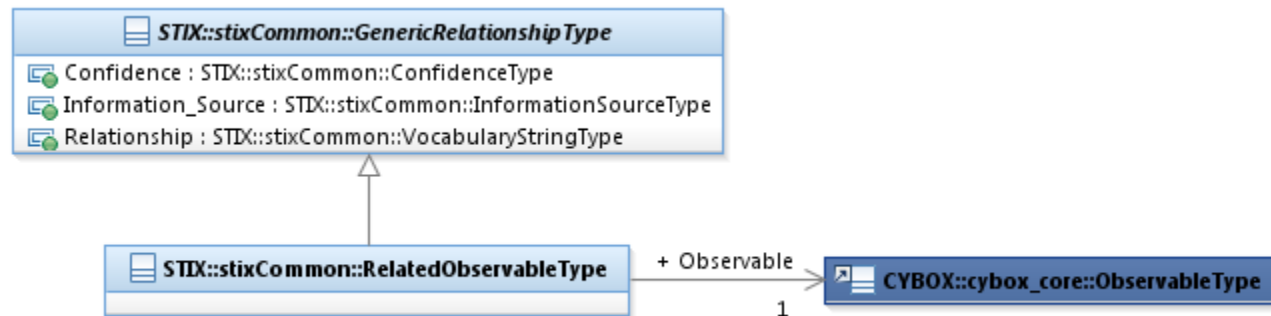 STIX::stixCommon::GenericRelationshipType
Confidence : STIX::stixCommon::ConfidenceType
Information_Source : STIX::stixCommon::InformationSourceType
Relationship : STIX::stixCommon::VocabularyStringType
STIX::stixCommon::RelatedObservableType
+ Observable
1
CYBOX::cybox_core::ObservableType